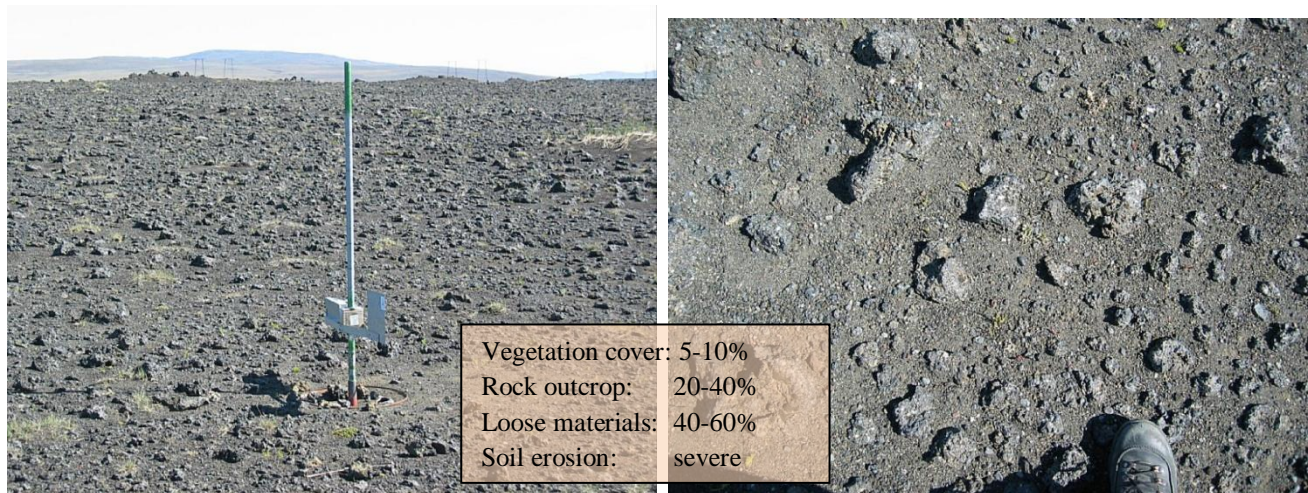 Vegetation cover: 5-10%
Rock outcrop: 20-40%
Loose materials: 40-60%
Soil erosion: severe